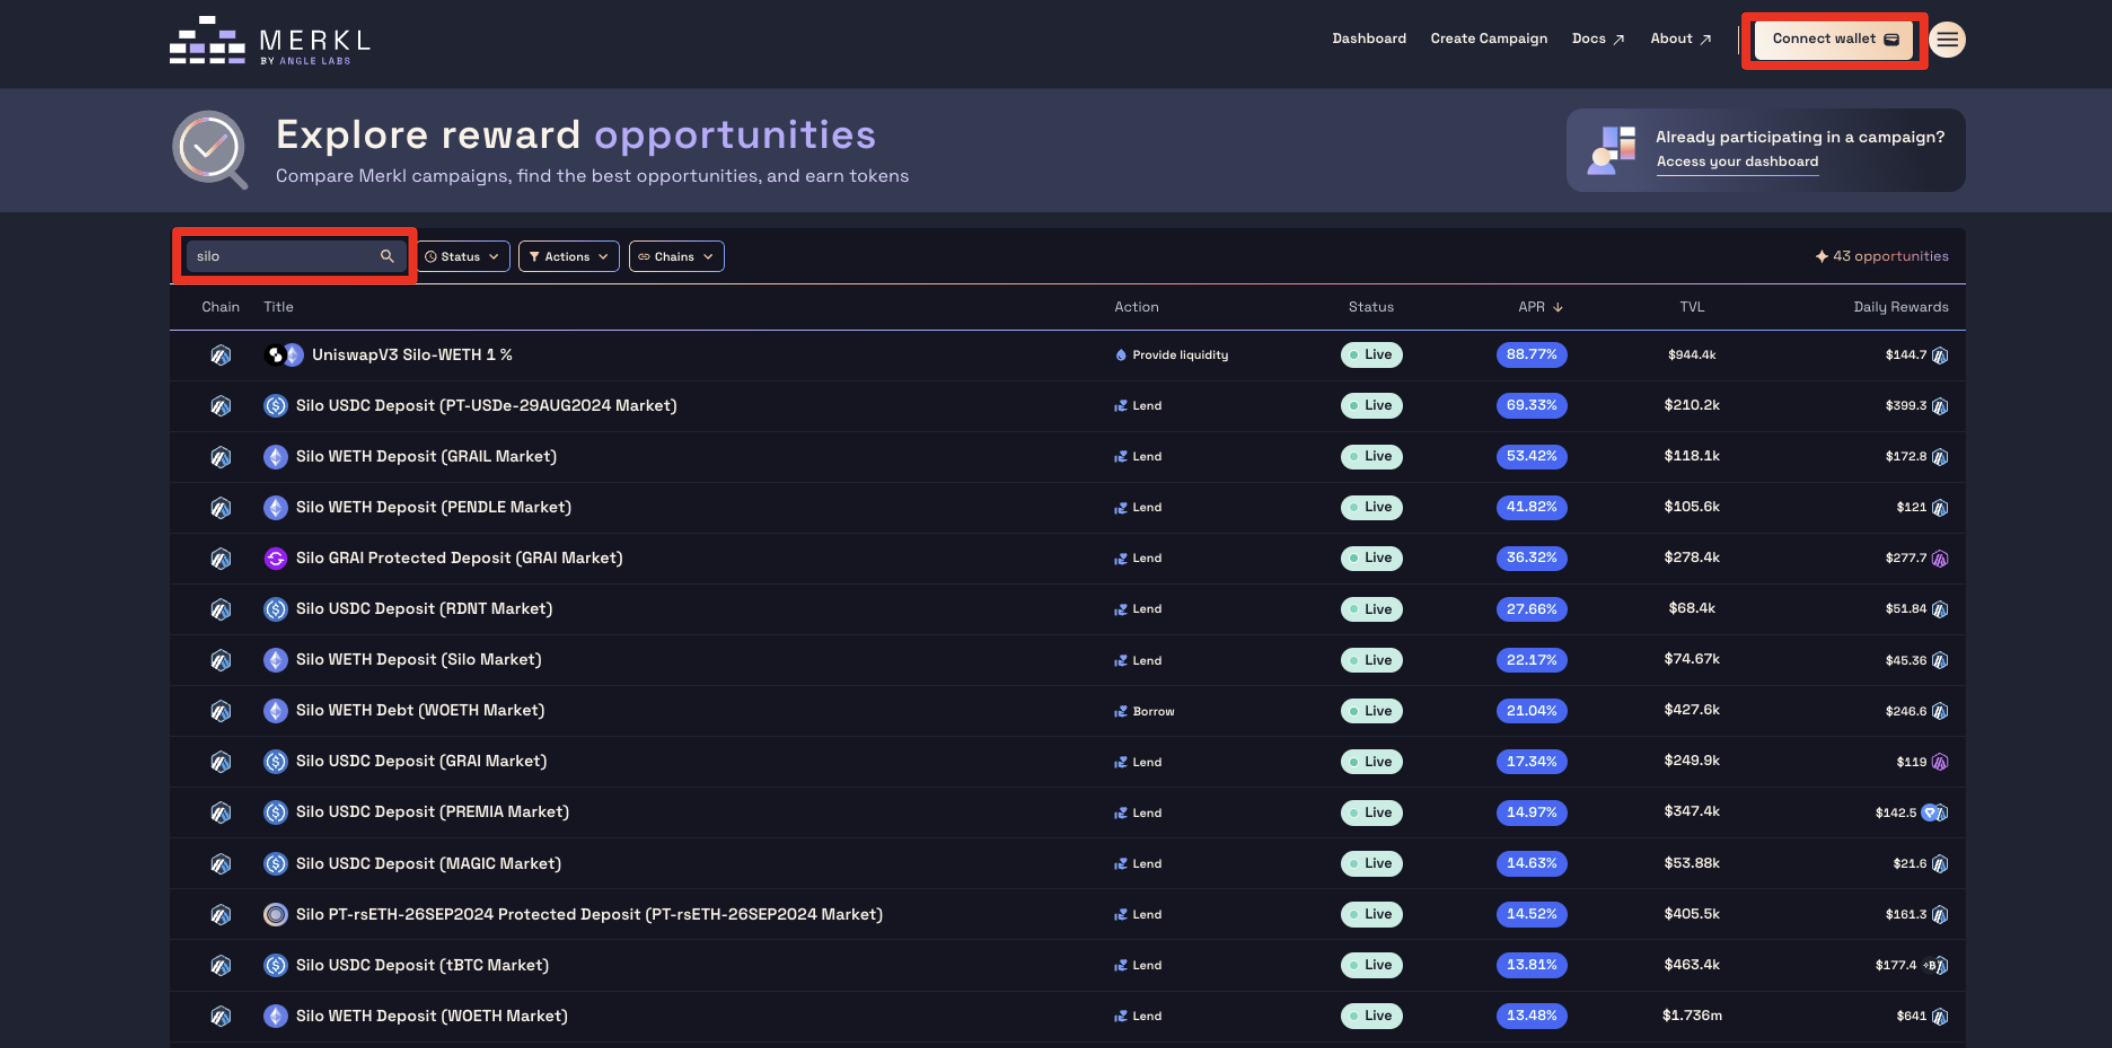 MERKL
BY ANGLE LABS
Dashboard Create Campaign Docs ↗ About ↗ Connect wallet
Explore reward opportunities
Compare Merkl campaigns, find the best opportunities, and earn tokens
Already participating in a campaign?
Access your dashboard
silo Status Actions Chains 43 opportunities
Chain Title Action Status APR ↓ TVL Daily Rewards
UniswapV3 Silo-WETH 1 % Provide liquidity Live 88.77% $944.4k $144.7
Silo USDC Deposit (PT-USDe-29AUG2024 Market) Lend Live 69.33% $210.2k $399.3
Silo WETH Deposit (GRAIL Market) Lend Live 53.42% $118.1k $172.8
Silo WETH Deposit (PENDLE Market) Lend Live 41.82% $105.6k $121
Silo GRAI Protected Deposit (GRAI Market) Lend Live 36.32% $278.4k $277.7
Silo USDC Deposit (RDNT Market) Lend Live 27.66% $68.4k $51.84
Silo WETH Deposit (Silo Market) Lend Live 22.17% $74.67k $45.36
Silo WETH Debt (WOETH Market) Borrow Live 21.04% $427.6k $246.6
Silo USDC Deposit (GRAI Market) Lend Live 17.34% $249.9k $119
Silo USDC Deposit (PREMIA Market) Lend Live 14.97% $347.4k $142.5
Silo USDC Deposit (MAGIC Market) Lend Live 14.63% $53.88k $21.6
Silo PT-rsETH-26SEP2024 Protected Deposit (PT-rsETH-26SEP2024 Market) Lend Live 14.52% $405.5k $161.3
Silo USDC Deposit (tBTC Market) Lend Live 13.81% $463.4k $177.4
Silo WETH Deposit (WOETH Market) Lend Live 13.48% $1.736m $641